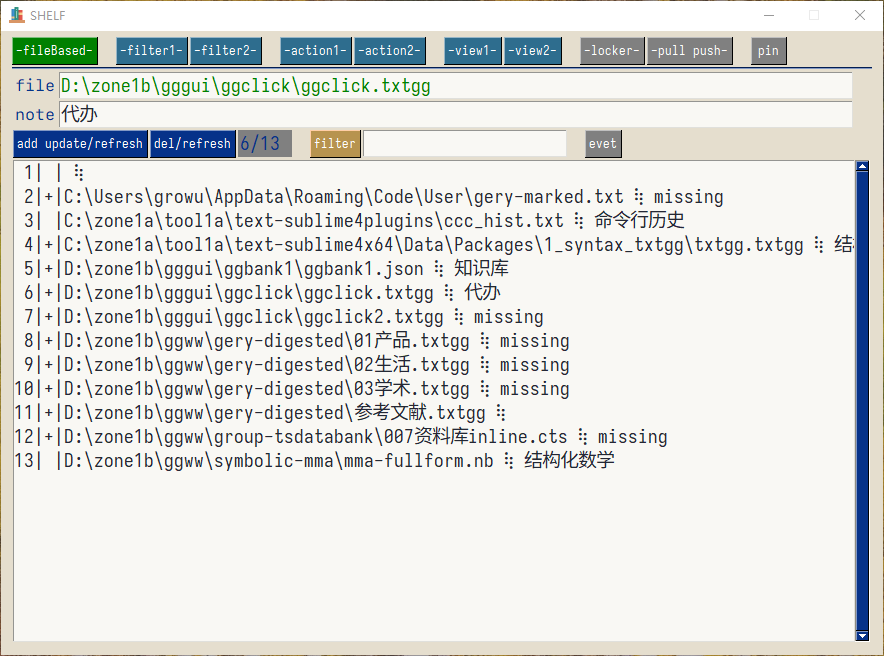 SHELF
-fileBased- -filter1- -filter2- -action1- -action2- -view1- -view2- -locker- -pull push- pin
file D:\zone1b\gggui\ggclick\ggclick.txtgg
note 代办
add update/refresh del/refresh 6/13 filter evet
1| | ⢿
2|+|C:\Users\growu\AppData\Roaming\Code\User\gery-marked.txt ⢿ missing
3| |C:\zone1a\tool1a\text-sublime4plugins\ccc_hist.txt ⢿ 命令行历史
4|+|C:\zone1a\tool1a\text-sublime4x64\Data\Packages\1_syntax_txtgg\txtgg.txtgg ⢿ 结
5|+|D:\zone1b\gggui\ggbank1\ggbank1.json ⢿ 知识库
6|+|D:\zone1b\gggui\ggclick\ggclick.txtgg ⢿ 代办
7|+|D:\zone1b\gggui\ggclick\ggclick2.txtgg ⢿ missing
8|+|D:\zone1b\ggww\gery-digested\01产品.txtgg ⢿ missing
9|+|D:\zone1b\ggww\gery-digested\02生活.txtgg ⢿ missing
10|+|D:\zone1b\ggww\gery-digested\03学术.txtgg ⢿ missing
11|+|D:\zone1b\ggww\gery-digested\参考文献.txtgg ⢿
12|+|D:\zone1b\ggww\group-tsdatabank\007资料库inline.cts ⢿ missing
13| |D:\zone1b\ggww\symbolic-mma\mma-fullform.nb ⢿ 结构化数学